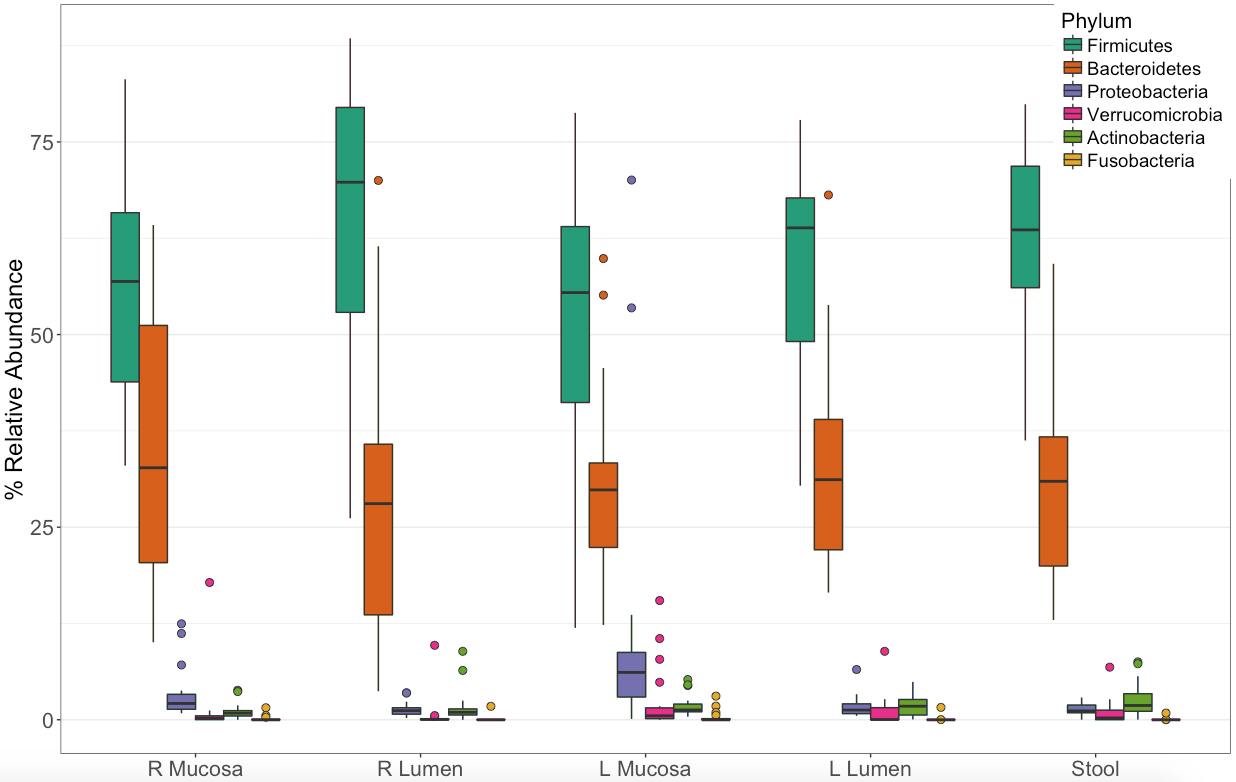 Phylum
Firmicutes
Bacteroidetes
Proteobacteria
Verrucomicrobia
Actinobacteria
Fusobacteria
% Relative Abundance
75
50
25
0
R Mucosa R Lumen L Mucosa L Lumen Stool